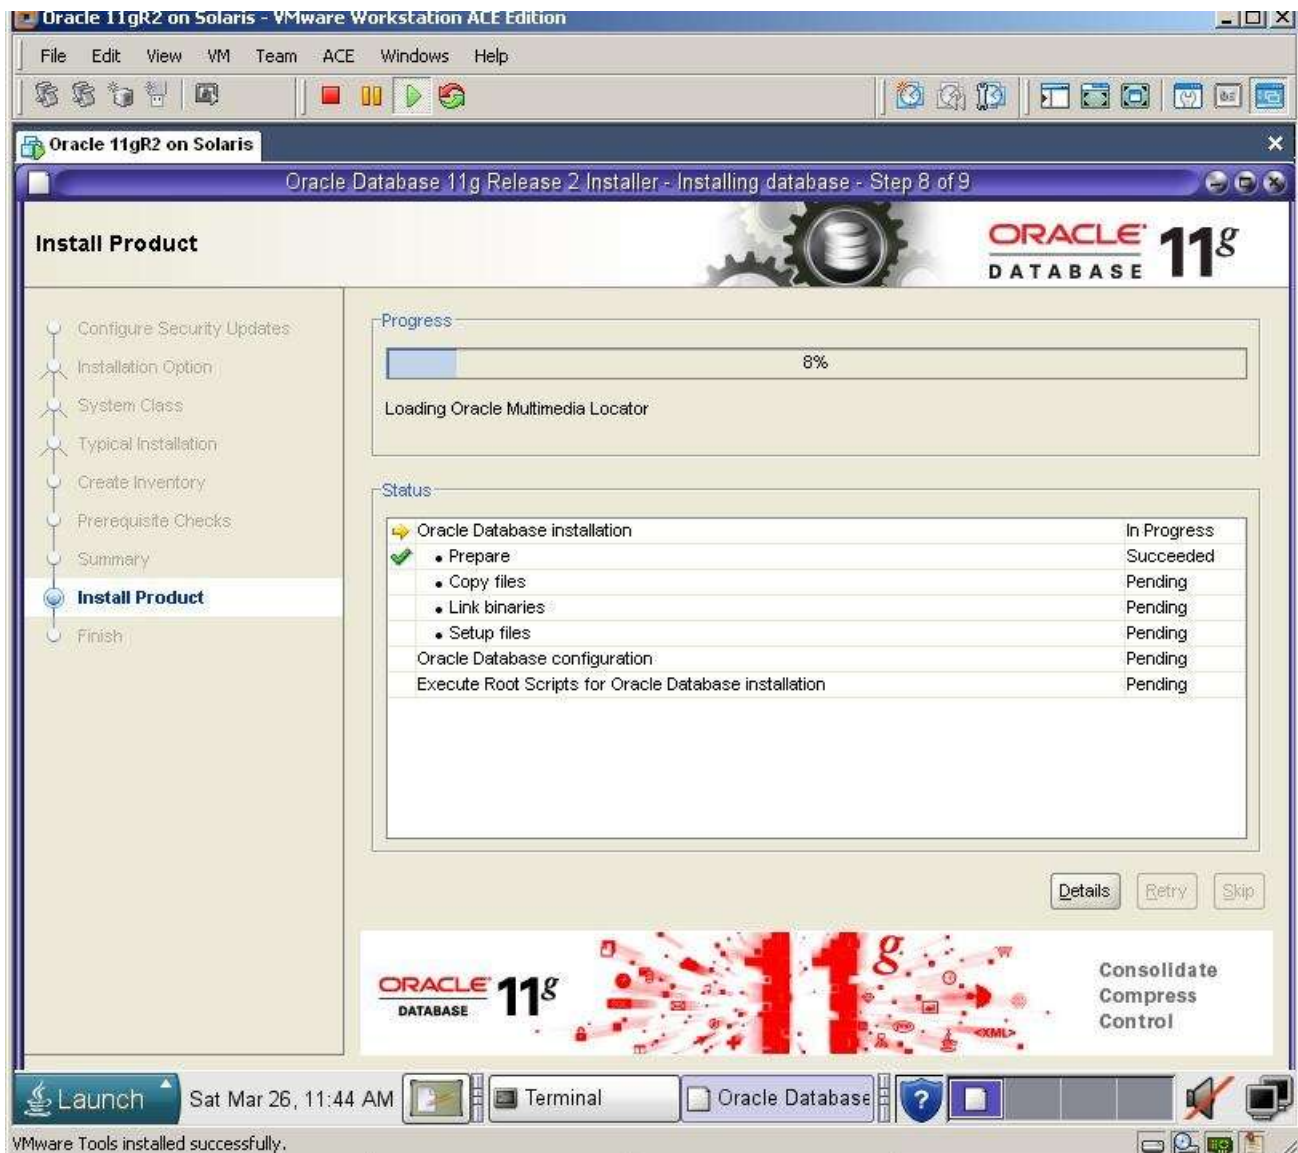 Oracle 11gR2 on Solaris - VMware Workstation ACE Edition
File Edit View VM Team ACE Windows Help
Oracle 11gR2 on Solaris
Oracle Database 11g Release 2 Installer - Installing database - Step 8 of 9
Install Product
ORACLE DATABASE 11g
Configure Security Updates
Installation Option
System Class
Typical Installation
Create Inventory
Prerequisite Checks
Summary
Install Product
Finish
Progress
8%
Loading Oracle Multimedia Locator
Status
Oracle Database installation In Progress
• Prepare Succeeded
• Copy files Pending
• Link binaries Pending
• Setup files Pending
Oracle Database configuration Pending
Execute Root Scripts for Oracle Database installation Pending
Details Retry Skip
ORACLE DATABASE 11g
11g
<XML>
Consolidate
Compress
Control
Launch Sat Mar 26, 11:44 AM Terminal Oracle Database
VMware Tools installed successfully.